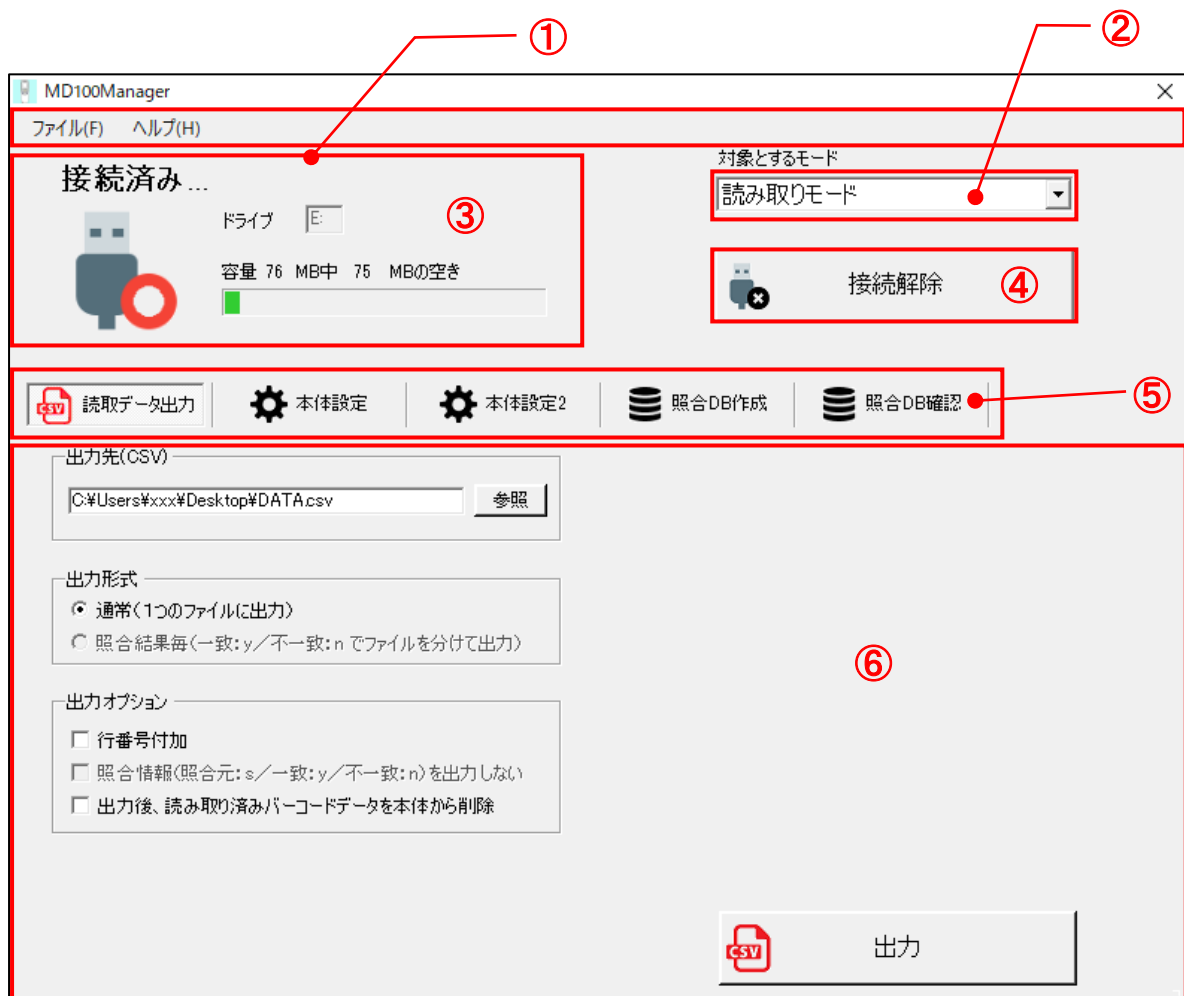 ① ②
MD100Manager
ファイル(F) ヘルプ(H)
接続済み...
対象とするモード
読み取りモード
ドライブ E: ③
容量 76 MB中 75 MBの空き
接続解除 ④
CSV 読取データ出力 本体設定 本体設定2 照合DB作成 照合DB確認 ⑤
出力先(CSV)
C:¥Users¥xxx¥Desktop¥DATA.csv 参照
出力形式
通常(1つのファイルに出力)
照合結果毎(一致:y/不一致:n でファイルを分けて出力)
⑥
出力オプション
行番号付加
照合情報(照合元:s/一致:y/不一致:n)を出力しない
出力後、読み取り済みバーコードデータを本体から削除
CSV 出力